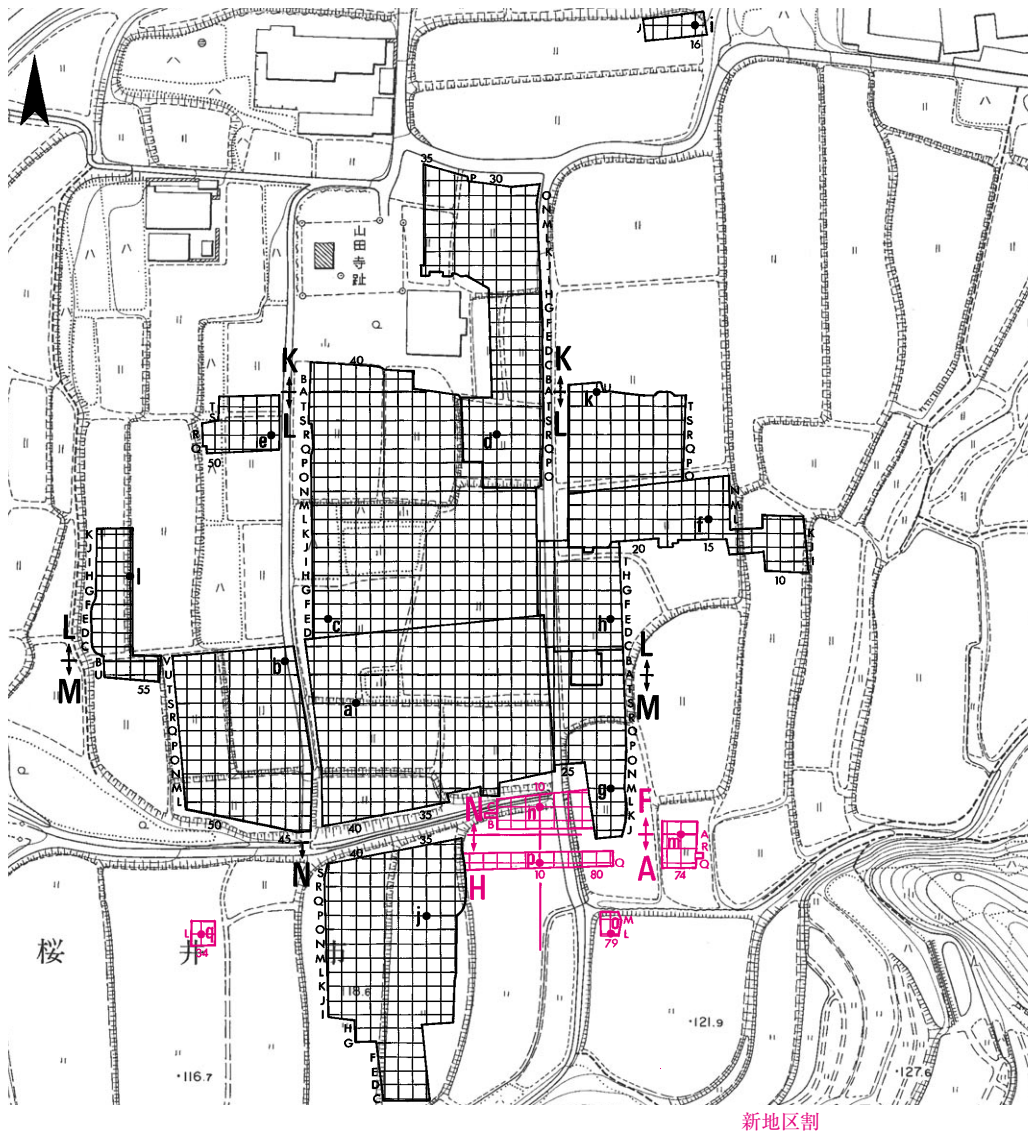 J
i
16
35
P
30
O
N
M
L
K
J
I
H
G
F
E
D
C
B
A
T
S
R
Q
P
O
山田寺趾
K
L
40
B
A
T
S
R
Q
P
O
N
M
L
K
J
I
H
G
F
E
D
K
L
U
k
T
S
R
Q
P
O
T
S
R
Q
50
e
d
N
M
L
f
20
15
10
K
J
I
K
J
I
H
G
F
E
D
C
B
U
l
L
M
55
c
I
H
G
F
E
D
C
B
A
T
S
R
Q
P
O
N
M
L
K
J
h
L
M
V
U
T
S
R
Q
P
O
N
M
L
b
a
50
45
40
35
25
g
N
10
n
C
B
F
A
N
H
p
10
80
Q
m
A
R
Q
74
40
35
S
R
Q
P
O
N
M
L
K
J
I
H
G
F
E
D
C
j
L
q
34
o
M
L
79
桜井市
118.6
・121.9
・116.7
・127.6
新地区割